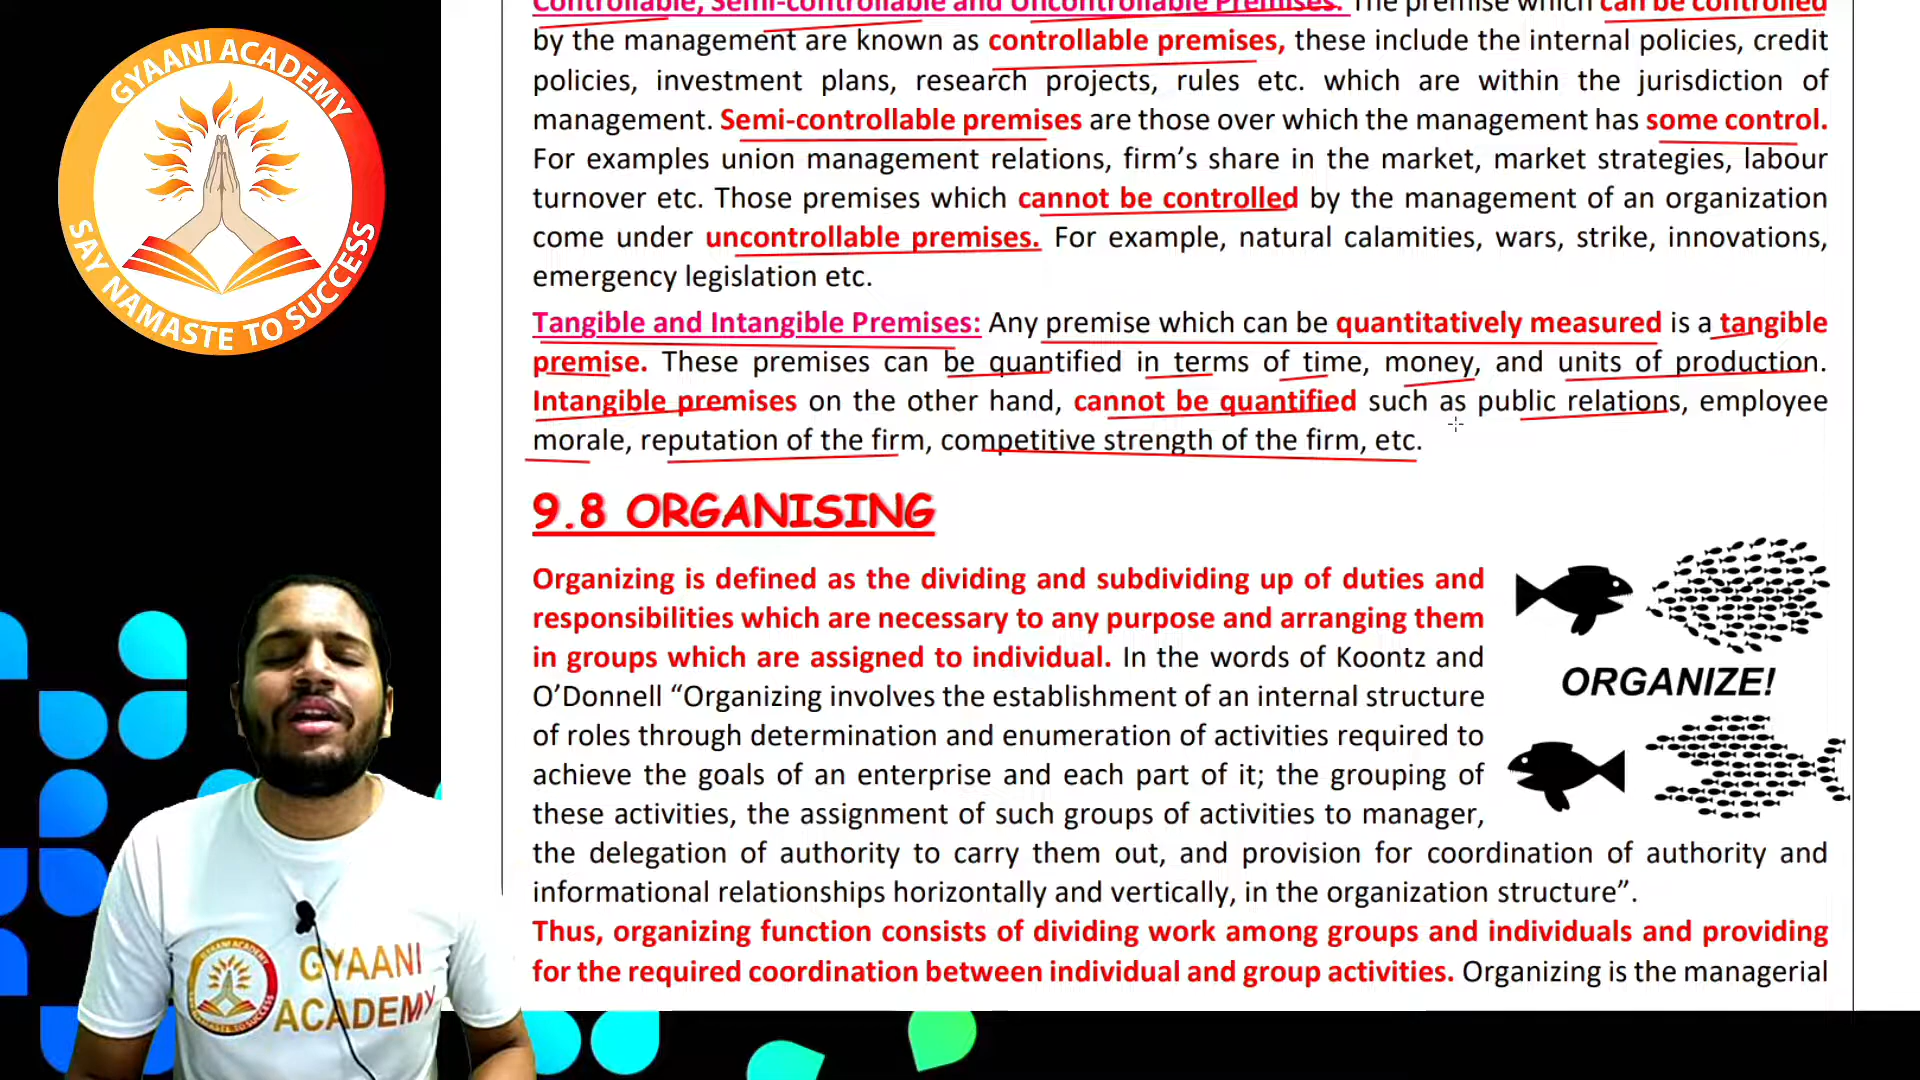 GYAANI ACADEMY
SAY NAMASTE TO SUCCESS
Controllable, Semi-controllable and Uncontrollable Premises: The premise which can be controlled
by the management are known as controllable premises, these include the internal policies, credit
policies, investment plans, research projects, rules etc. which are within the jurisdiction of
management. Semi-controllable premises are those over which the management has some control.
For examples union management relations, firm’s share in the market, market strategies, labour
turnover etc. Those premises which cannot be controlled by the management of an organization
come under uncontrollable premises. For example, natural calamities, wars, strike, innovations,
emergency legislation etc.
Tangible and Intangible Premises: Any premise which can be quantitatively measured is a tangible
premise. These premises can be quantified in terms of time, money, and units of production.
Intangible premises on the other hand, cannot be quantified such as public relations, employee
morale, reputation of the firm, competitive strength of the firm, etc.
9.8 ORGANISING
Organizing is defined as the dividing and subdividing up of duties and
responsibilities which are necessary to any purpose and arranging them
in groups which are assigned to individual. In the words of Koontz and
O’Donnell “Organizing involves the establishment of an internal structure
of roles through determination and enumeration of activities required to
achieve the goals of an enterprise and each part of it; the grouping of
these activities, the assignment of such groups of activities to manager,
the delegation of authority to carry them out, and provision for coordination of authority and
informational relationships horizontally and vertically, in the organization structure”.
Thus, organizing function consists of dividing work among groups and individuals and providing
for the required coordination between individual and group activities. Organizing is the managerial
ORGANIZE!
GYAANI ACADEMY
GYAANI
ACADEMY